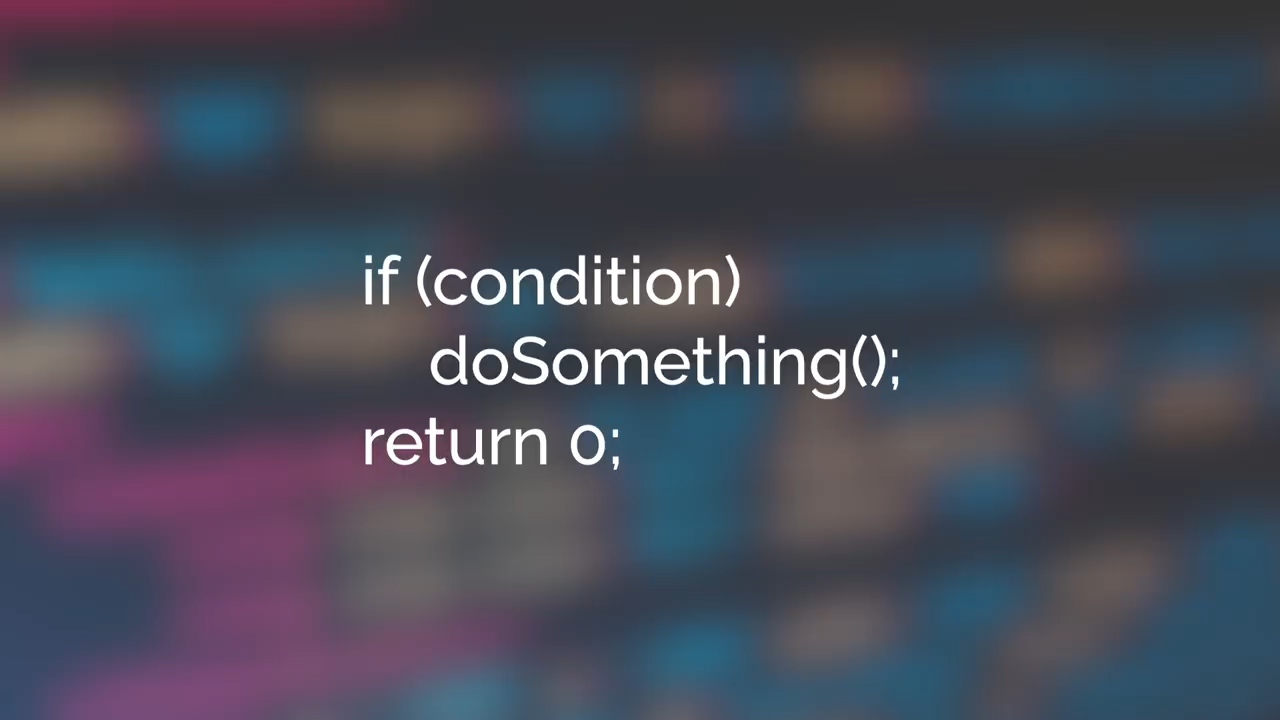 if (condition)
    doSomething();
return 0;